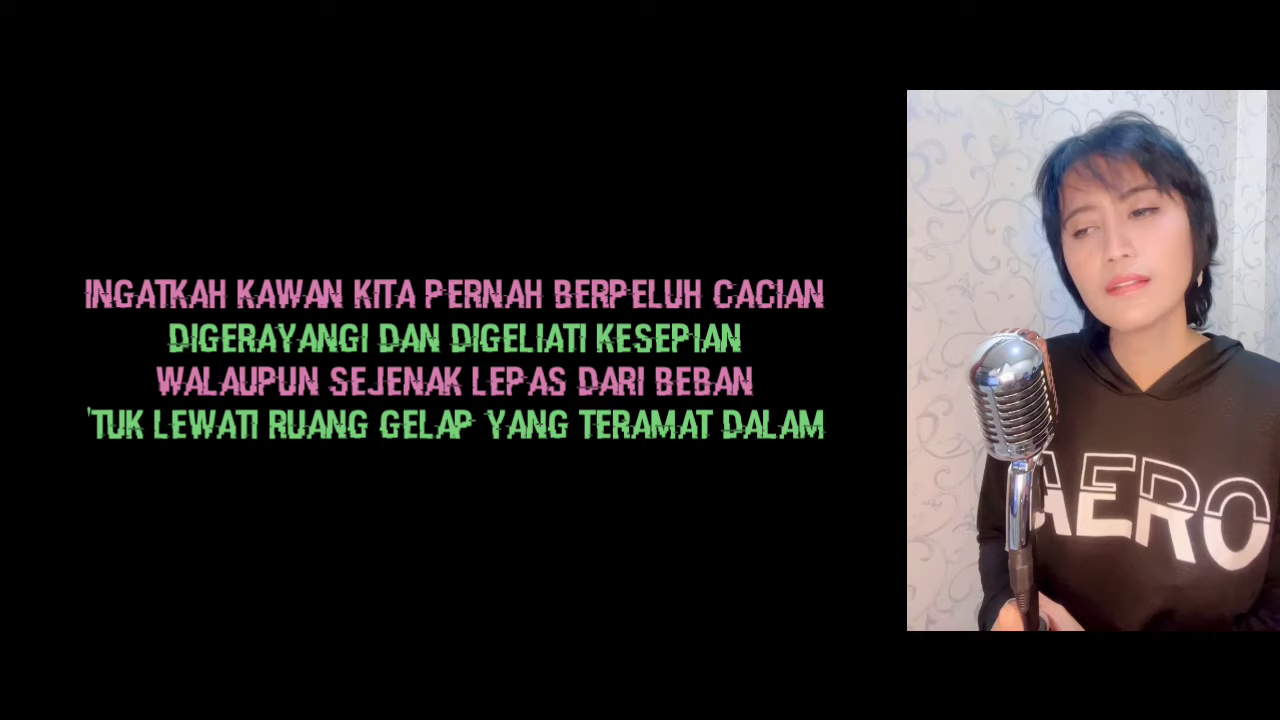 INGATKAH KAWAN KITA PERNAH BERPELUH CACIAN
DIGERAYANGI DAN DIGELIATI KESEPIAN
WALAUPUN SEJENAK LEPAS DARI BEBAN
'TUK LEWATI RUANG GELAP YANG TERAMAT DALAM
AERO